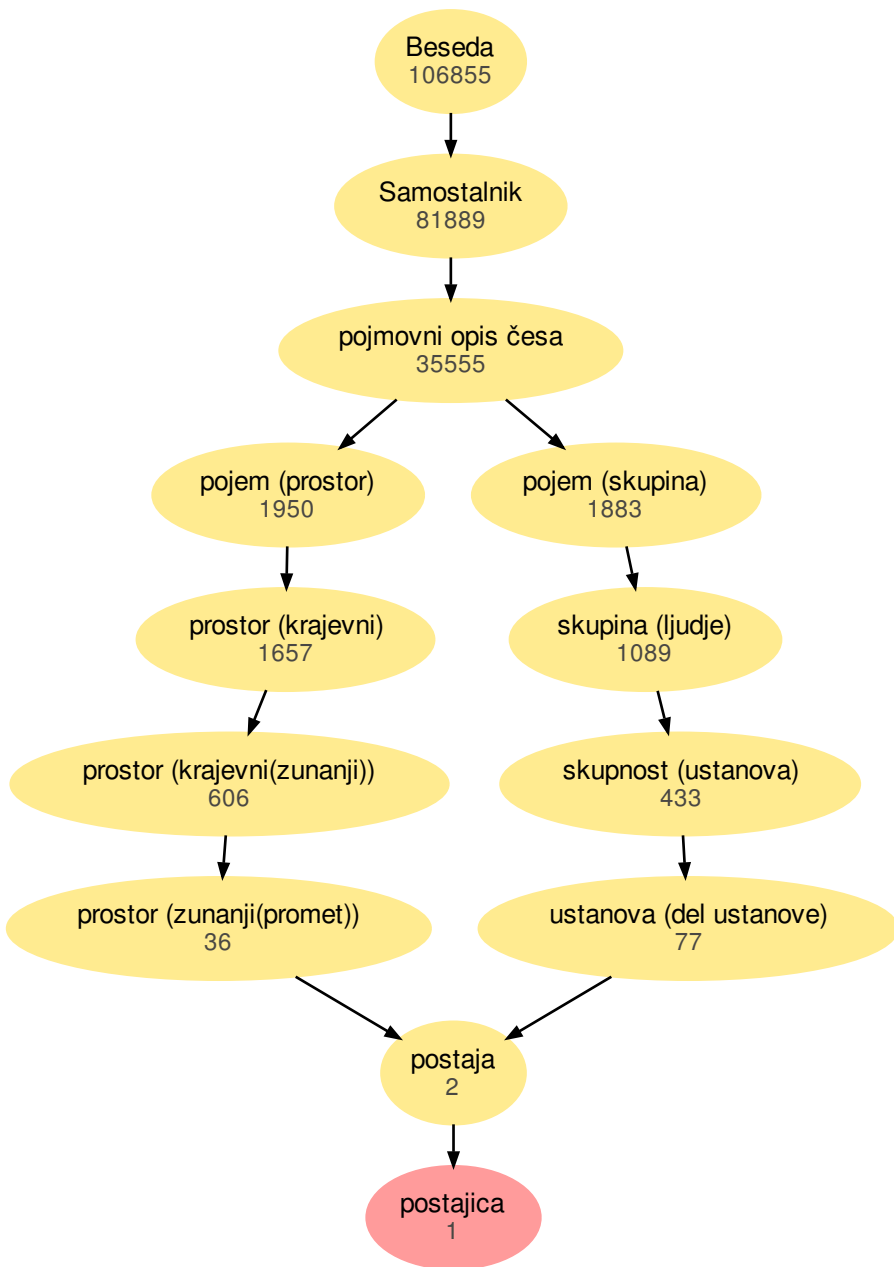 Beseda
106855
Samostalnik
81889
pojmovni opis česa
35555
pojem (prostor)
1950
pojem (skupina)
1883
prostor (krajevni)
1657
skupina (ljudje)
1089
prostor (krajevni(zunanji))
606
skupnost (ustanova)
433
prostor (zunanji(promet))
36
ustanova (del ustanove)
77
postaja
2
postajica
1